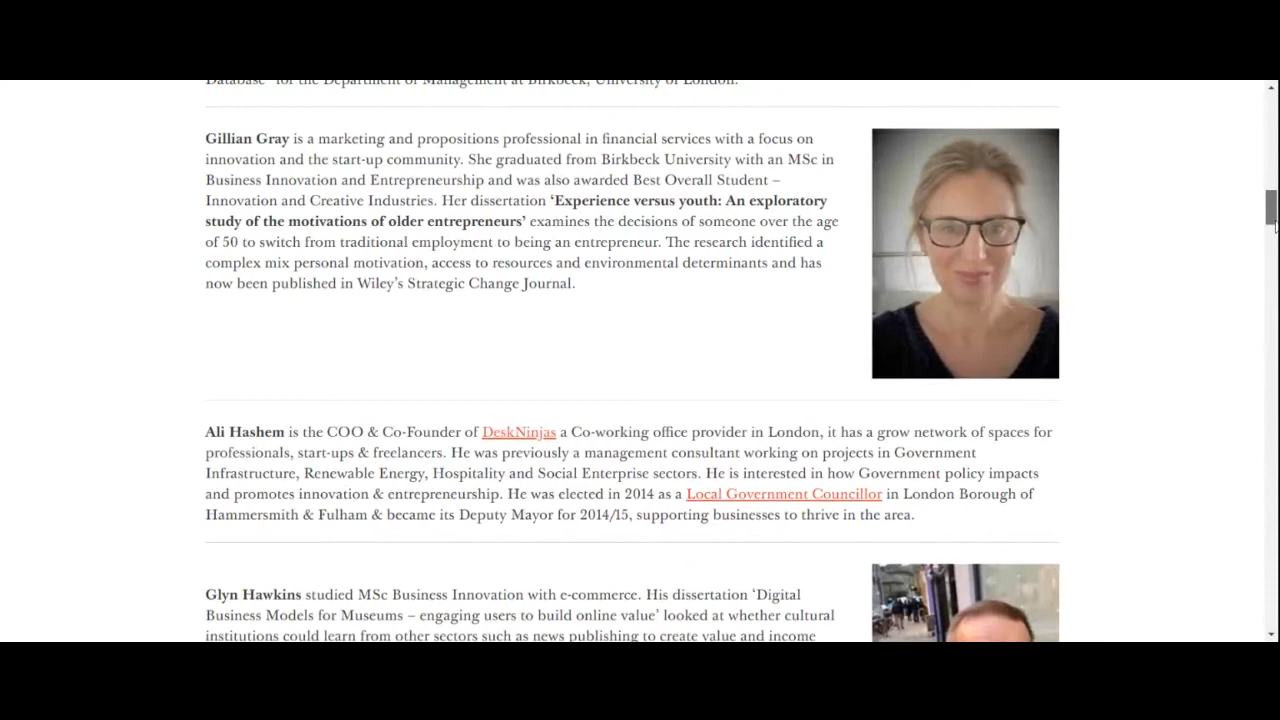 Database" for the Department of Management at Birkbeck, University of London.
Gillian Gray is a marketing and propositions professional in financial services with a focus on
innovation and the start-up community. She graduated from Birkbeck University with an MSc in
Business Innovation and Entrepreneurship and was also awarded Best Overall Student –
Innovation and Creative Industries. Her dissertation ‘Experience versus youth: An exploratory
study of the motivations of older entrepreneurs’ examines the decisions of someone over the age
of 50 to switch from traditional employment to being an entrepreneur. The research identified a
complex mix personal motivation, access to resources and environmental determinants and has
now been published in Wiley’s Strategic Change Journal.
Ali Hashem is the COO & Co-Founder of DeskNinjas a Co-working office provider in London, it has a grow network of spaces for
professionals, start-ups & freelancers. He was previously a management consultant working on projects in Government
Infrastructure, Renewable Energy, Hospitality and Social Enterprise sectors. He is interested in how Government policy impacts
and promotes innovation & entrepreneurship. He was elected in 2014 as a Local Government Councillor in London Borough of
Hammersmith & Fulham & became its Deputy Mayor for 2014/15, supporting businesses to thrive in the area.
Glyn Hawkins studied MSc Business Innovation with e-commerce. His dissertation ‘Digital
Business Models for Museums – engaging users to build online value’ looked at whether cultural
institutions could learn from other sectors such as news publishing to create value and income